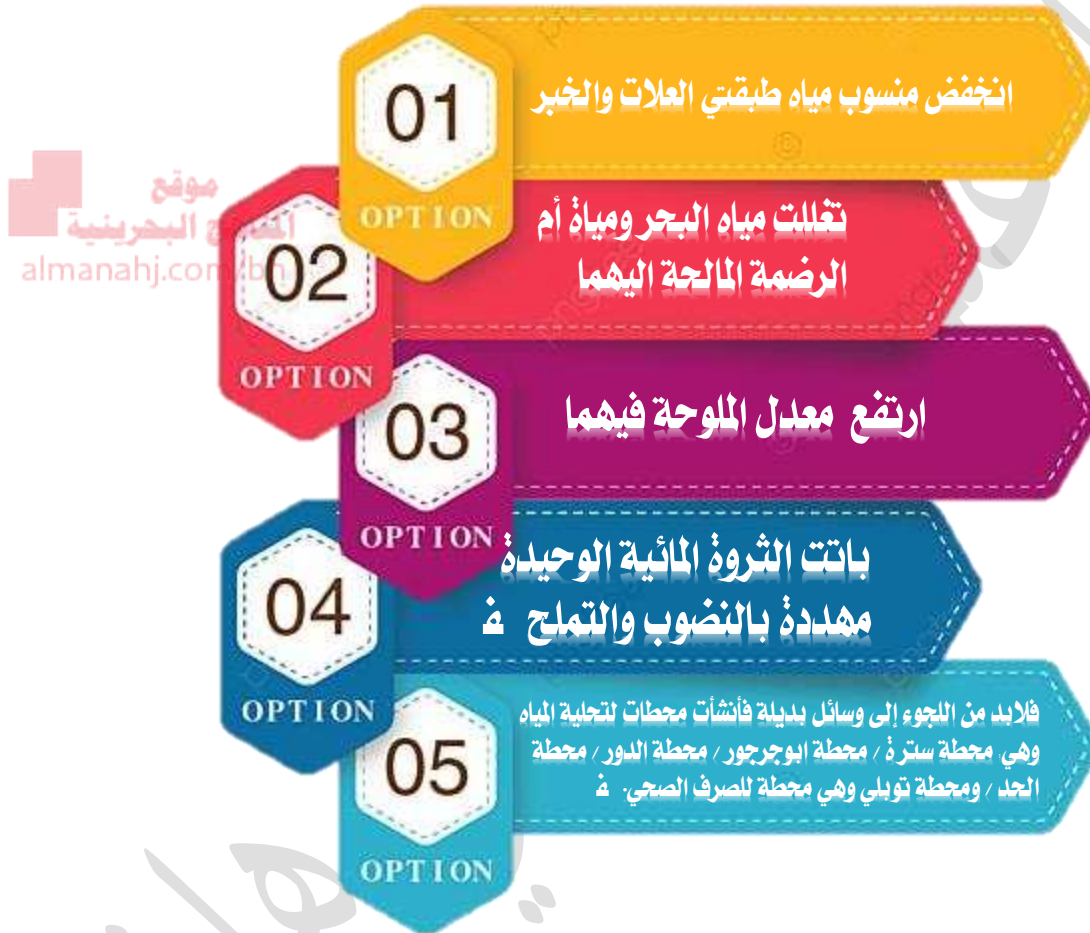 01
انخفض منسوب مياه طبقتي العلات والخبر
OPTION
موقع
المناهج البحرينية
almanahj.com/bh
02
تغللت مياه البحر ومياة أم
الرضمة المالحة اليهما
OPTION
03
ارتفع معدل الملوحة فيهما
OPTION
04
باتت الثروة المائية الوحيدة
مهددة بالنضوب والتملح ف
OPTION
05
فلابد من اللجوء إلى وسائل بديلة فأنشأت محطات لتحلية المياه
وهي محطة سترة / محطة ابوجرجور / محطة الدور / محطة
الحد / ومحطة توبلي وهي محطة للصرف الصحي. ف
OPTION